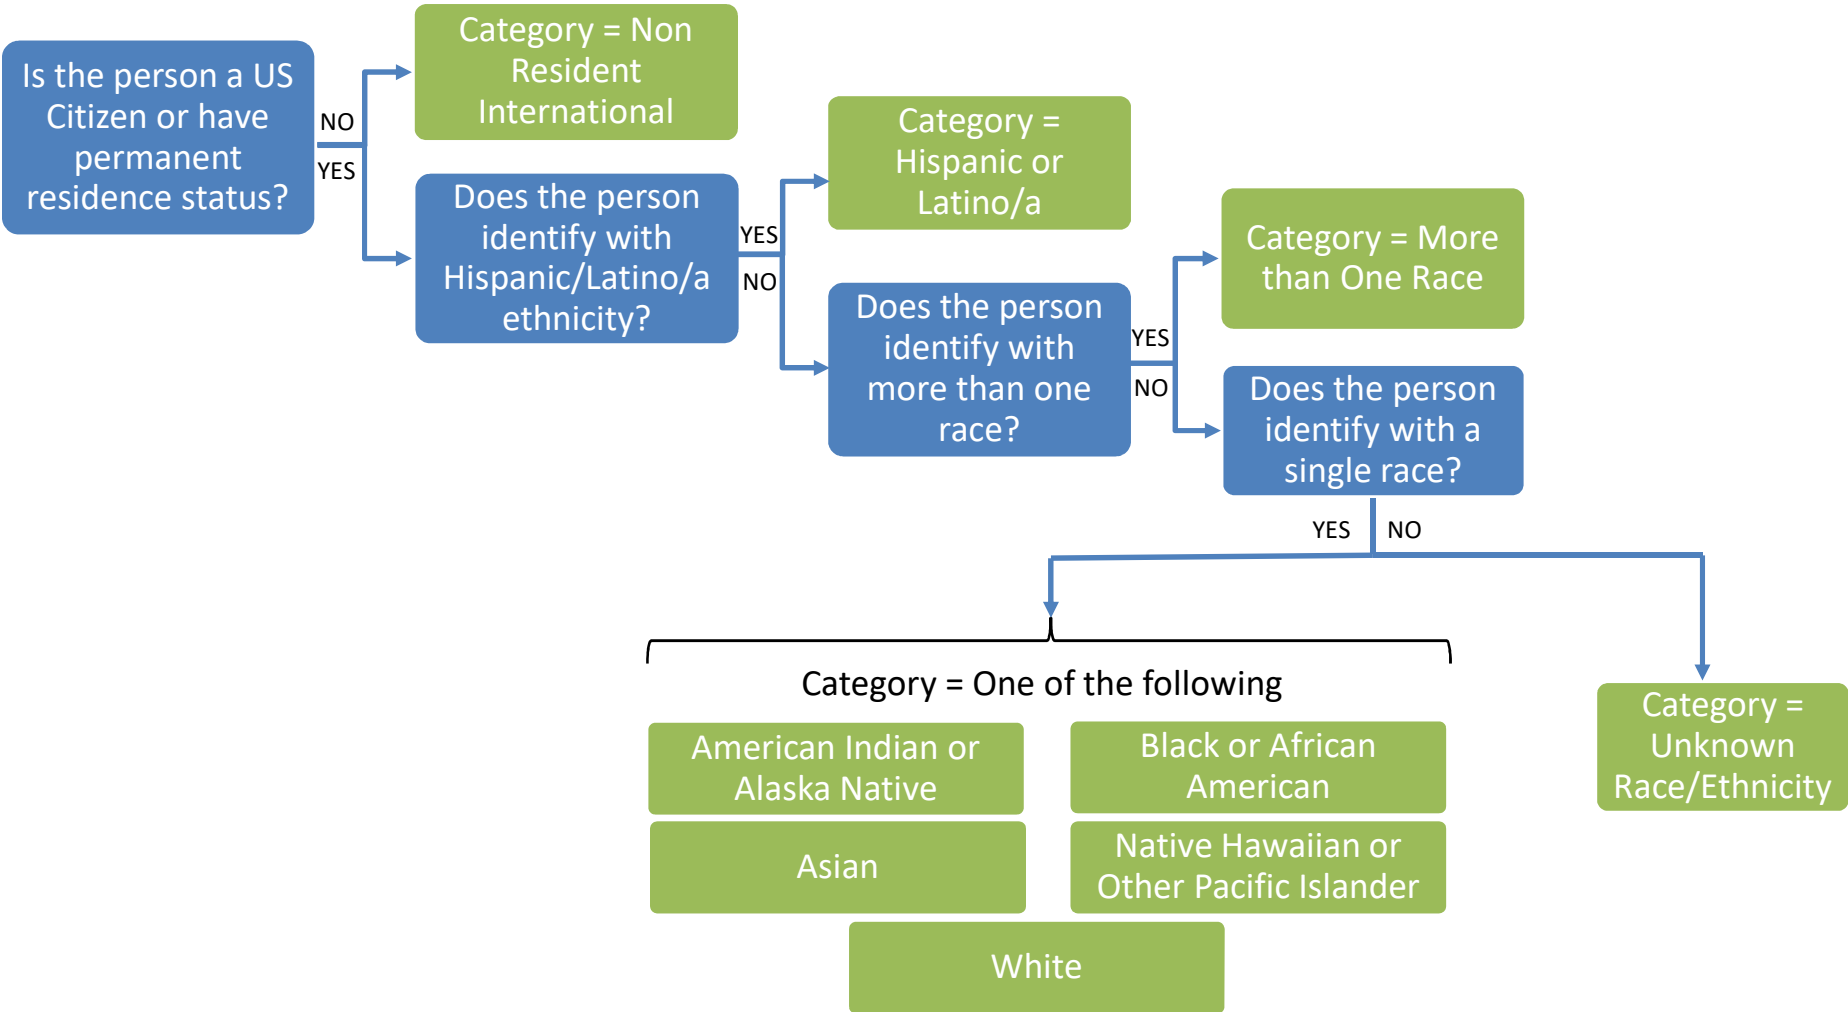 Is the person a US
Citizen or have
permanent
residence status?
NO
YES
Category = Non
Resident
International
Does the person
identify with
Hispanic/Latino/a
ethnicity?
YES
NO
Category =
Hispanic or
Latino/a
Does the person
identify with
more than one
race?
YES
NO
Category = More
than One Race
Does the person
identify with a
single race?
YES
NO
Category = One of the following
American Indian or
Alaska Native
Black or African
American
Asian
Native Hawaiian or
Other Pacific Islander
White
Category =
Unknown
Race/Ethnicity